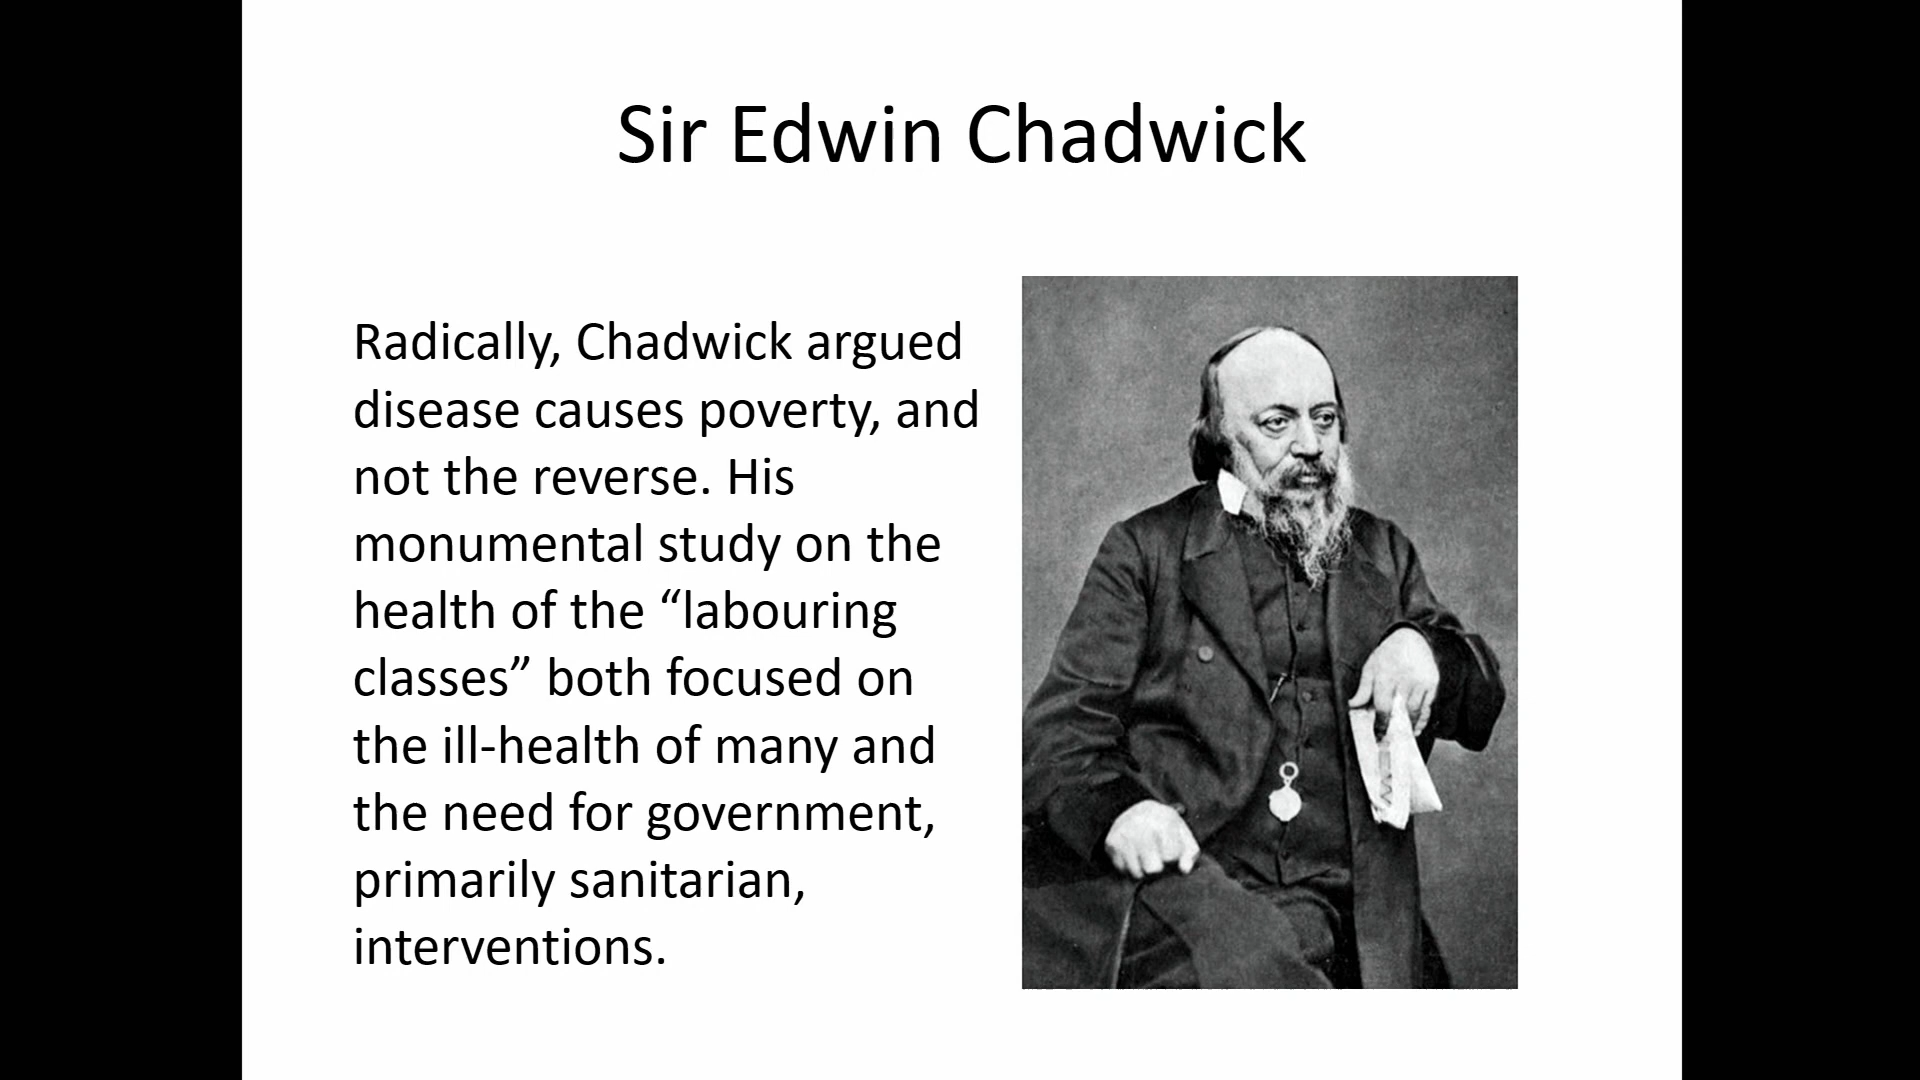 Sir Edwin Chadwick
Radically, Chadwick argued
disease causes poverty, and
not the reverse. His
monumental study on the
health of the “labouring
classes” both focused on
the ill-health of many and
the need for government,
primarily sanitarian,
interventions.